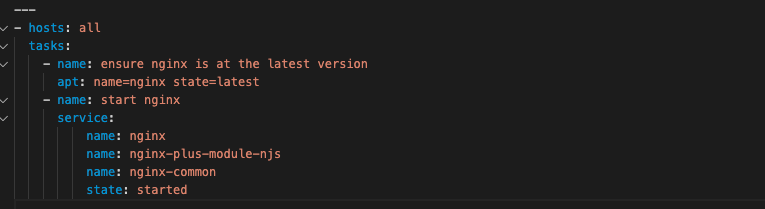 ---
- hosts: all
  tasks:
    - name: ensure nginx is at the latest version
      apt: name=nginx state=latest
    - name: start nginx
      service:
          name: nginx
          name: nginx-plus-module-njs
          name: nginx-common
          state: started